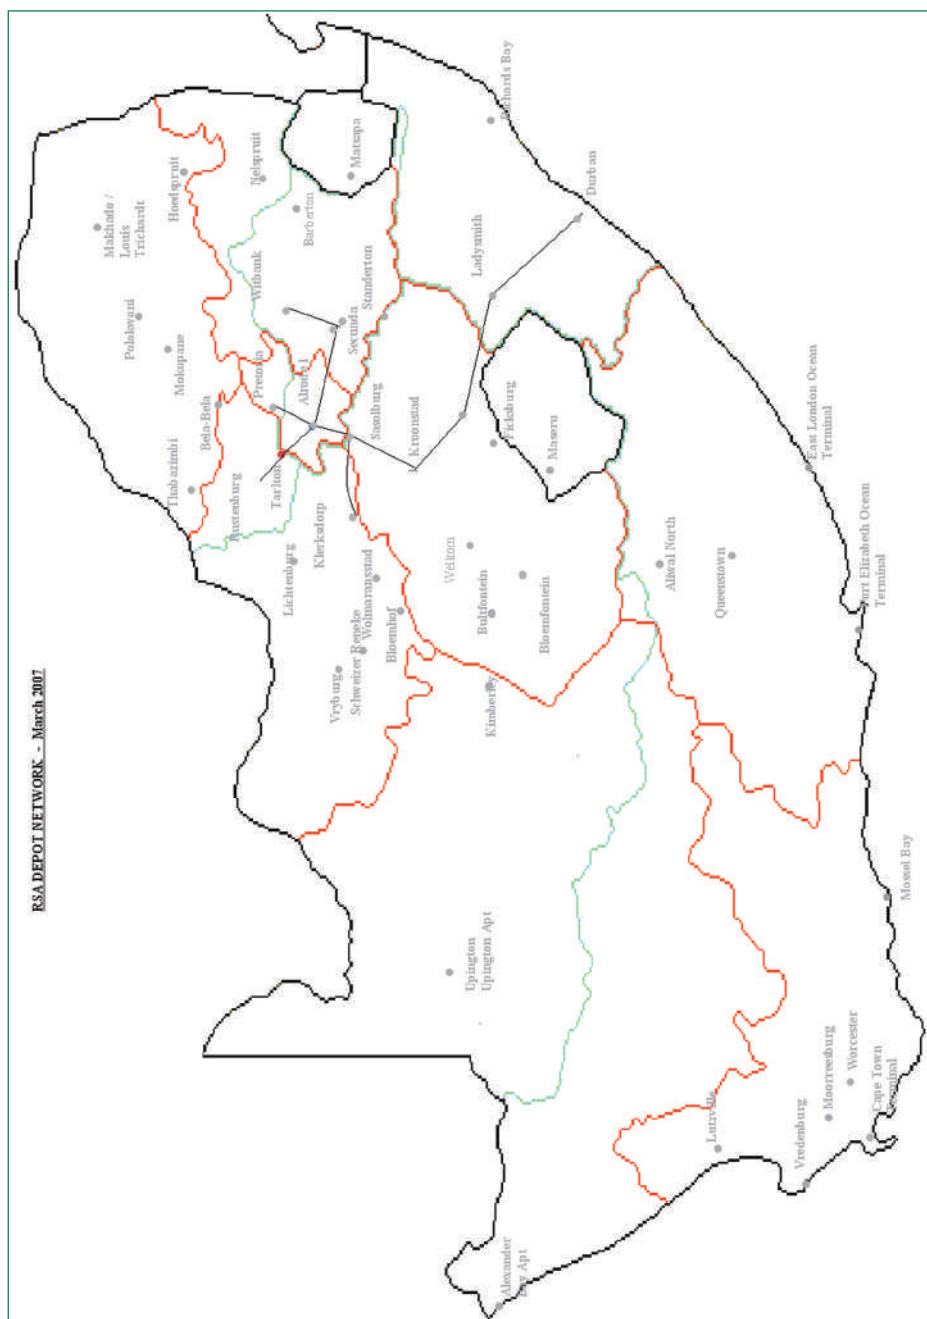 RSA DEPOT NETWORK - March 2007
Makhado /
Louis
Trichardt
Polokwani
Mokopane
Hoedspruit
Thabazimbi
Bela-Bela
Nelspruit
Witbank
Pretoria
Rustenburg
Tarlton
Alrode
Barberton
Matsapa
Lichtenburg
Klerksdorp
Secunda
Standerton
Sasolburg
Vryburg
Schweizer Reneke
Wolmaransstad
Bloemhof
Kroonstad
Welkom
Ladysmith
Richards Bay
Bultfontein
Ficksburg
Kimberley
Bloemfontein
Maseru
Durban
Upington
Upington Apt
Aliwal North
Queenstown
East London Ocean
Terminal
Port Elizabeth Ocean
Terminal
Mossel Bay
Alexander
Bay Apt
Lutzville
Vredenburg
Moorreesburg
Worcester
Cape Town
Terminal